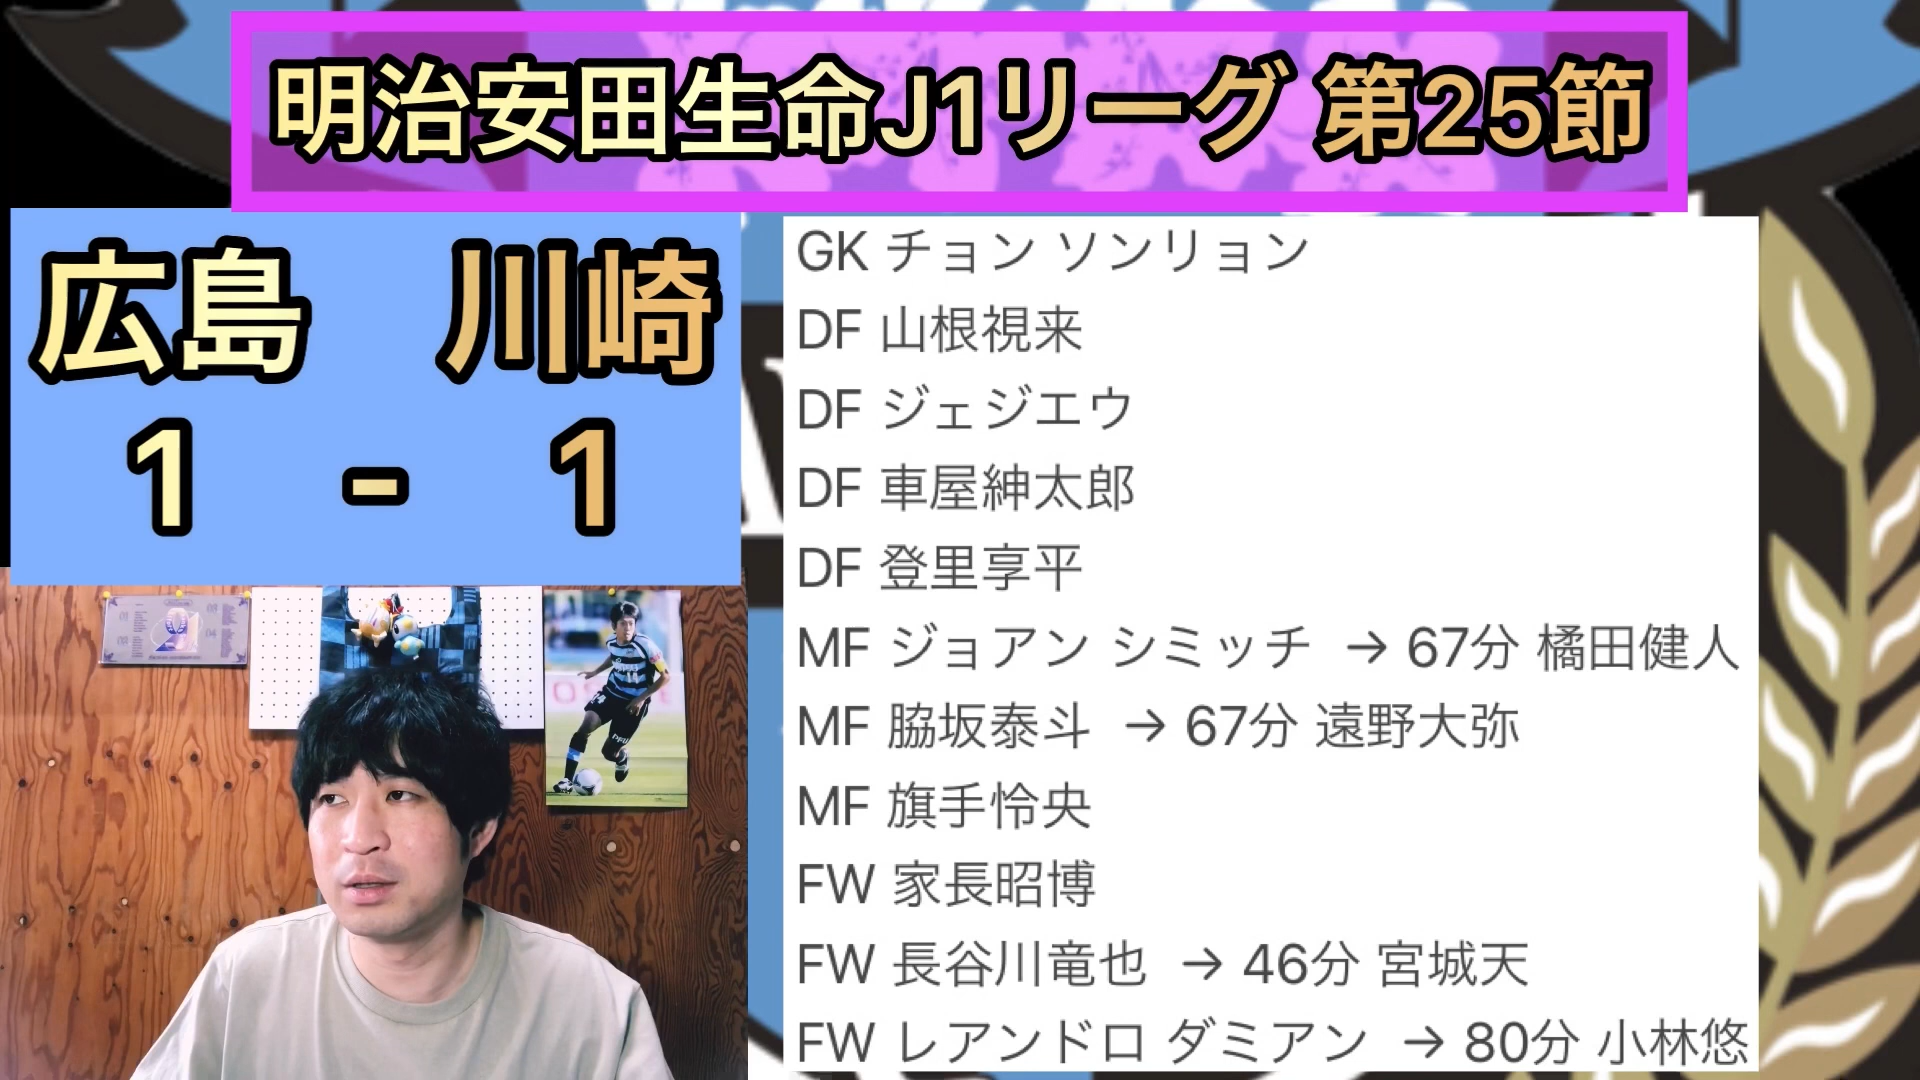 明治安田生命J1リーグ 第25節
広島 川崎
1 - 1
GK チョン ソンリョン
DF 山根視来
DF ジェジエウ
DF 車屋紳太郎
DF 登里享平
MF ジョアン シミッチ → 67分 橘田健人
MF 脇坂泰斗 → 67分 遠野大弥
MF 旗手怜央
FW 家長昭博
FW 長谷川竜也 → 46分 宮城天
FW レアンドロ ダミアン → 80分 小林悠